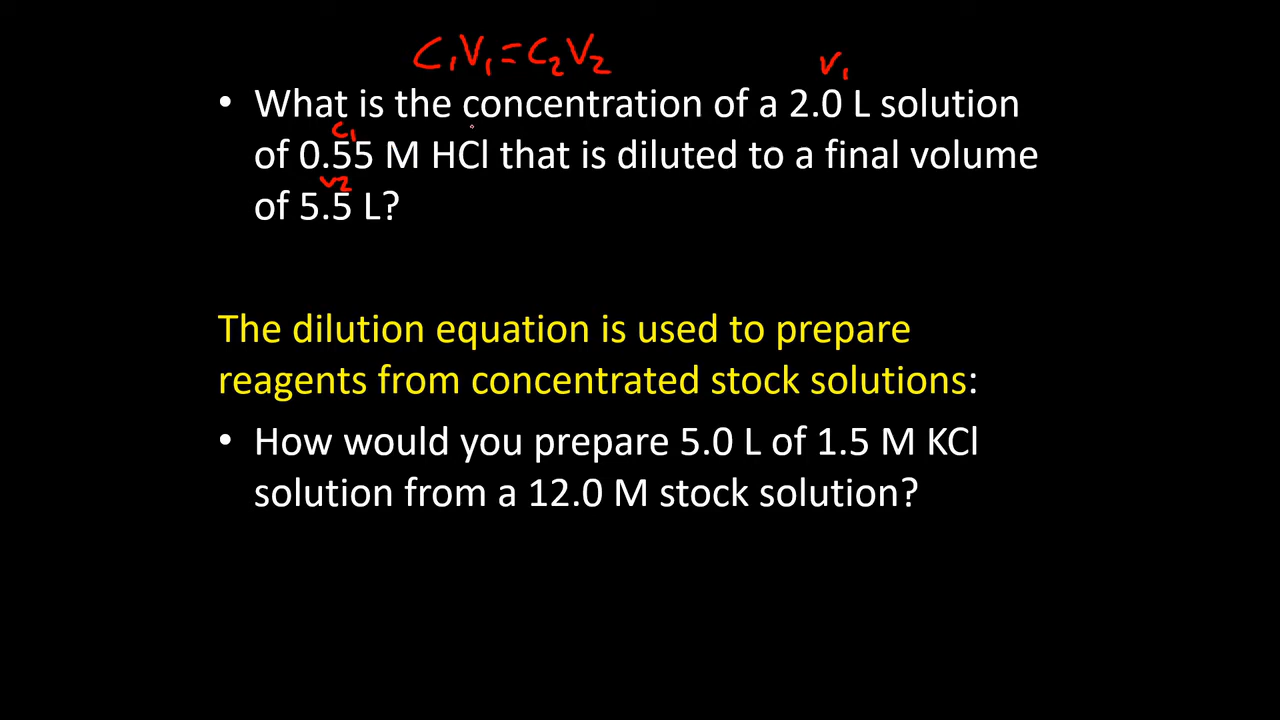 C₁V₁=C₂V₂
V₁
• What is the concentration of a 2.0 L solution
C₁
of 0.55 M HCl that is diluted to a final volume
V₂
of 5.5 L?
The dilution equation is used to prepare
reagents from concentrated stock solutions:
• How would you prepare 5.0 L of 1.5 M KCl
solution from a 12.0 M stock solution?